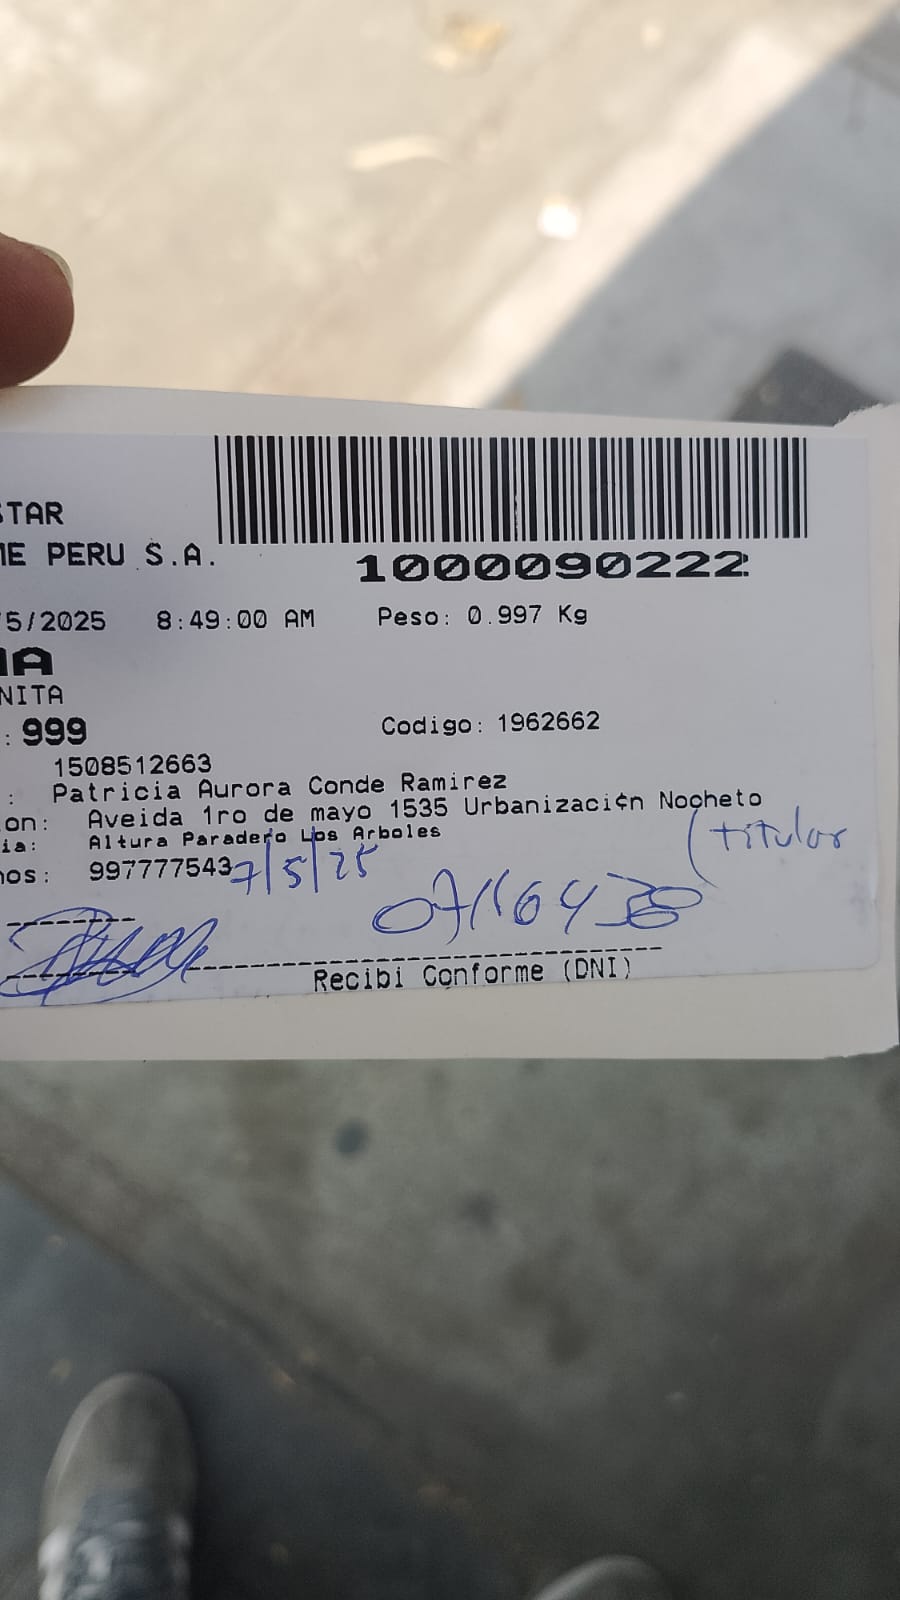 STAR
ME PERU S.A.
1000090222
/5/2025 8:49:00 AM Peso: 0.997 Kg
NITA
: 999 Codigo: 1962662
1508512663
: Patricia Aurora Conde Ramirez
on: Aveida 1ro de mayo 1535 Urbanizaci¢n Nocheto
ia: Altura Paradero Los Arboles
nos: 997777543 7/5/25
(titular
Recibi Conforme (DNI)